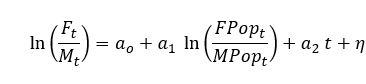 ln(F_t/M_t) = a_o + a_1 ln(FPop_t/MPop_t) + a_2 t + η